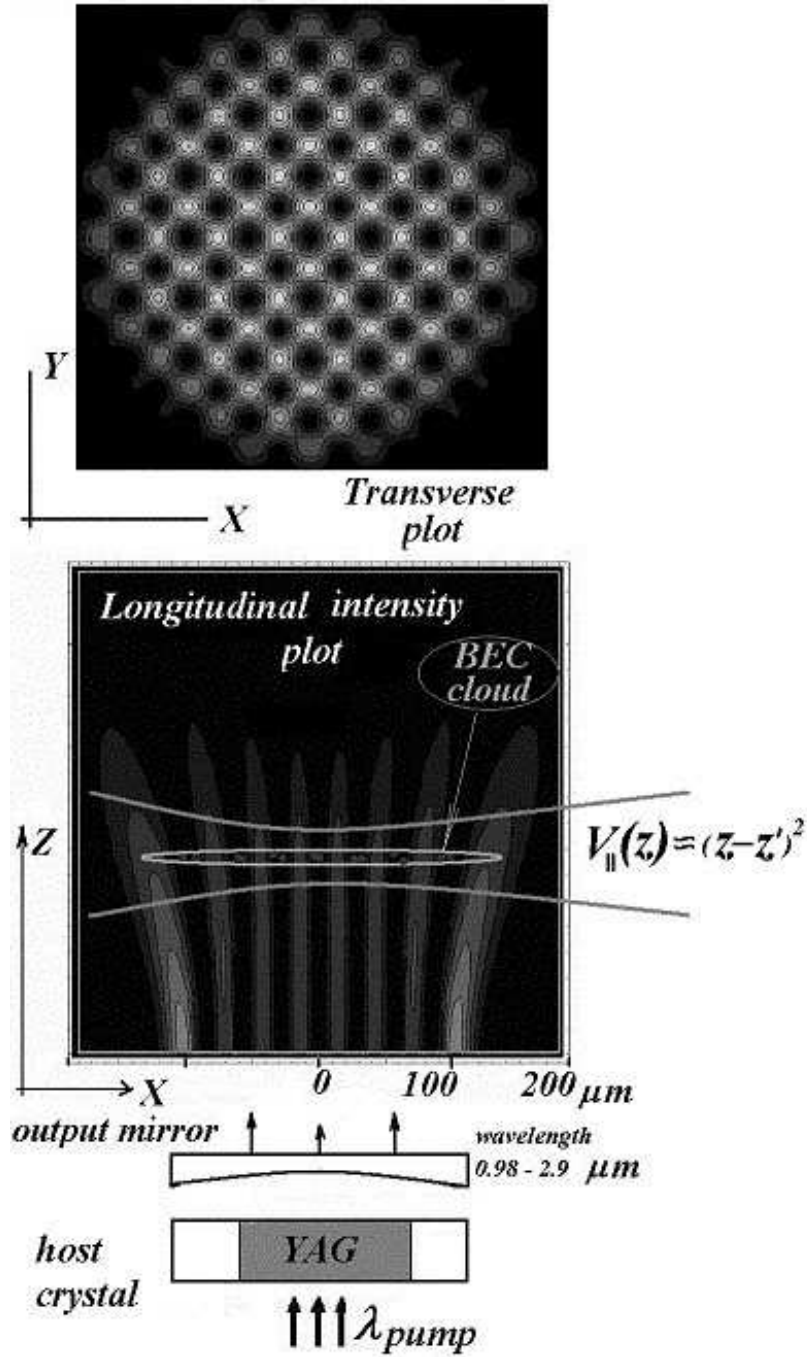 Y
X
Transverse
plot
Longitudinal intensity
plot
BEC
cloud
Z
V||(z)≈(z-z')²
X
0 100 200 μm
output mirror
wavelength
0.98 - 2.9 μm
host
crystal
YAG
λpump